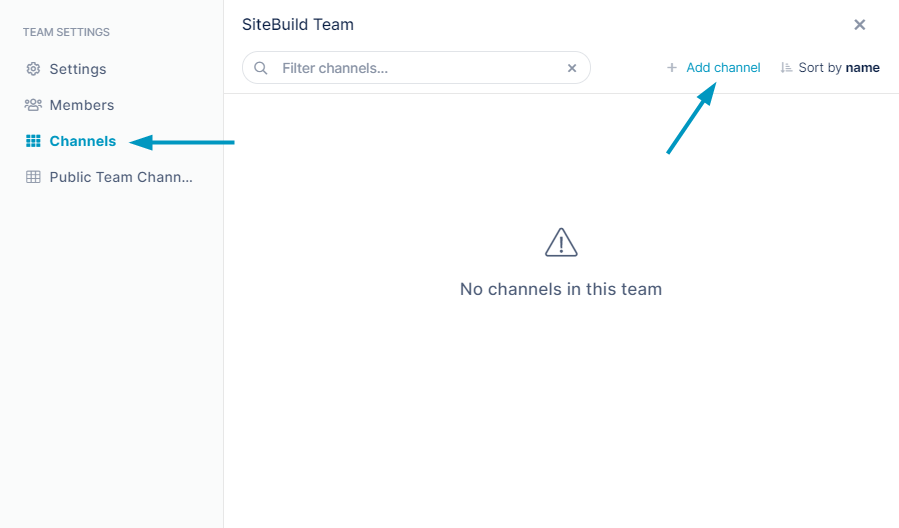 TEAM SETTINGS
Settings
Members
Channels
Public Team Chann...
SiteBuild Team
Filter channels...
Add channel
Sort by name
No channels in this team